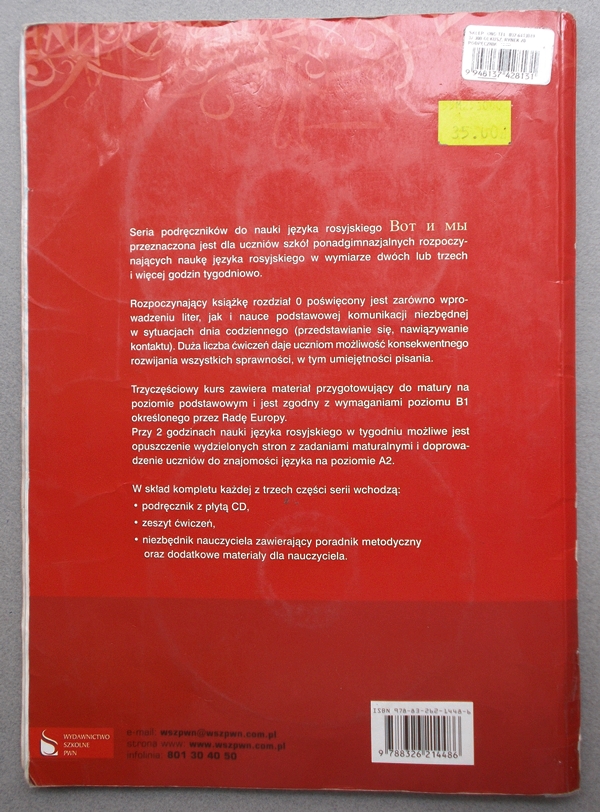 9 946137 428131
35.00
Seria podręczników do nauki języka rosyjskiego Вот и мы
przeznaczona jest dla uczniów szkół ponadgimnazjalnych rozpoczy-
nających naukę języka rosyjskiego w wymiarze dwóch lub trzech
i więcej godzin tygodniowo.
Rozpoczynający książkę rozdział 0 poświęcony jest zarówno wpro-
wadzeniu liter, jak i nauce podstawowej komunikacji niezbędnej
w sytuacjach dnia codziennego (przedstawianie się, nawiązywanie
kontaktu). Duża liczba ćwiczeń daje uczniom możliwość konsekwentnego
rozwijania wszystkich sprawności, w tym umiejętności pisania.
Trzyczęściowy kurs zawiera materiał przygotowujący do matury na
poziomie podstawowym i jest zgodny z wymaganiami poziomu B1
określonego przez Radę Europy.
Przy 2 godzinach nauki języka rosyjskiego w tygodniu możliwe jest
opuszczenie wydzielonych stron z zadaniami maturalnymi i doprowa-
dzenie uczniów do znajomości języka na poziomie A2.
W skład kompletu każdej z trzech części serii wchodzą:
• podręcznik z płytą CD,
• zeszyt ćwiczeń,
• niezbędnik nauczyciela zawierający poradnik metodyczny
oraz dodatkowe materiały dla nauczyciela.
WYDAWNICTWO
SZKOLNE
PWN
e-mail: wszpwn@wszpwn.com.pl
strona www: www.wszpwn.com.pl
infolinia: 801 30 40 50
ISBN 978-83-262-1448-6
9 788326 214486